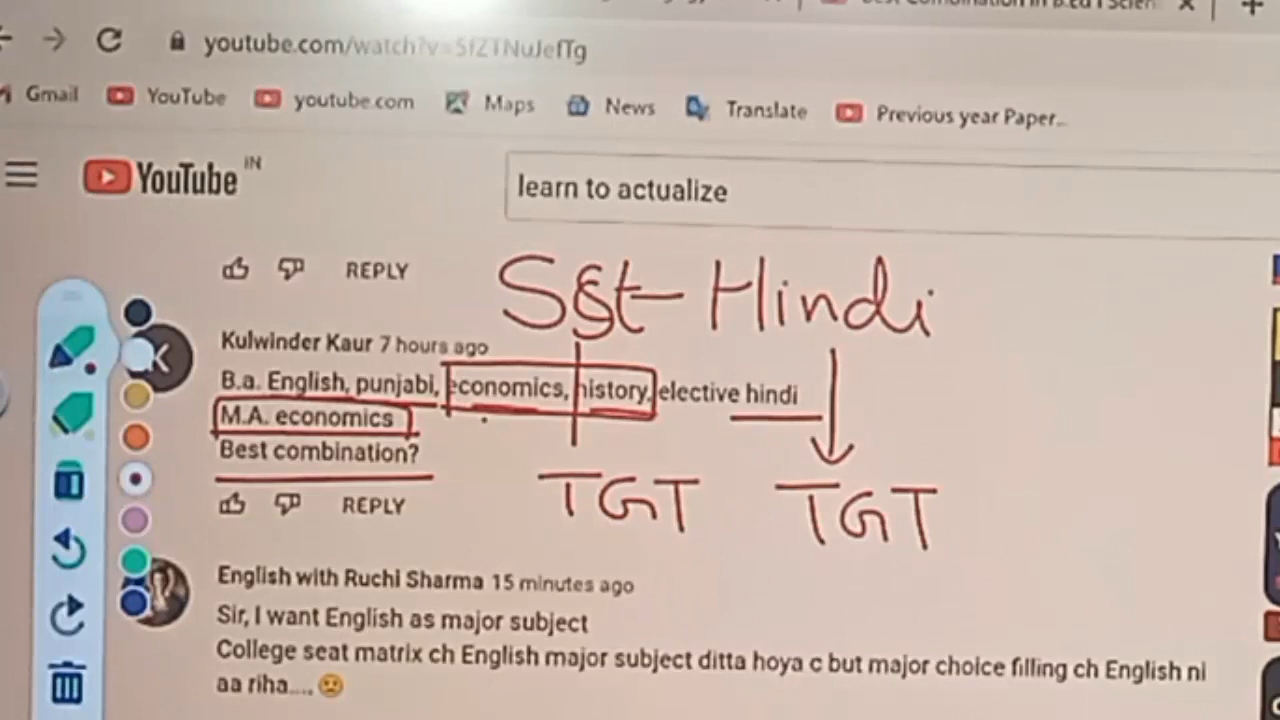 youtube.com/watch?v=5fZTNuJefTg
Gmail YouTube youtube.com Maps News Translate Previous year Paper...
YouTube IN
learn to actualize
REPLY
Sst - Hindi
Kulwinder Kaur 7 hours ago
B.a. English, punjabi, economics, history, elective hindi
M.A. economics
Best combination?
TGT TGT
REPLY
K
English with Ruchi Sharma 15 minutes ago
Sir, I want English as major subject
College seat matrix ch English major subject ditta hoya c but major choice filling ch English ni
aa riha....